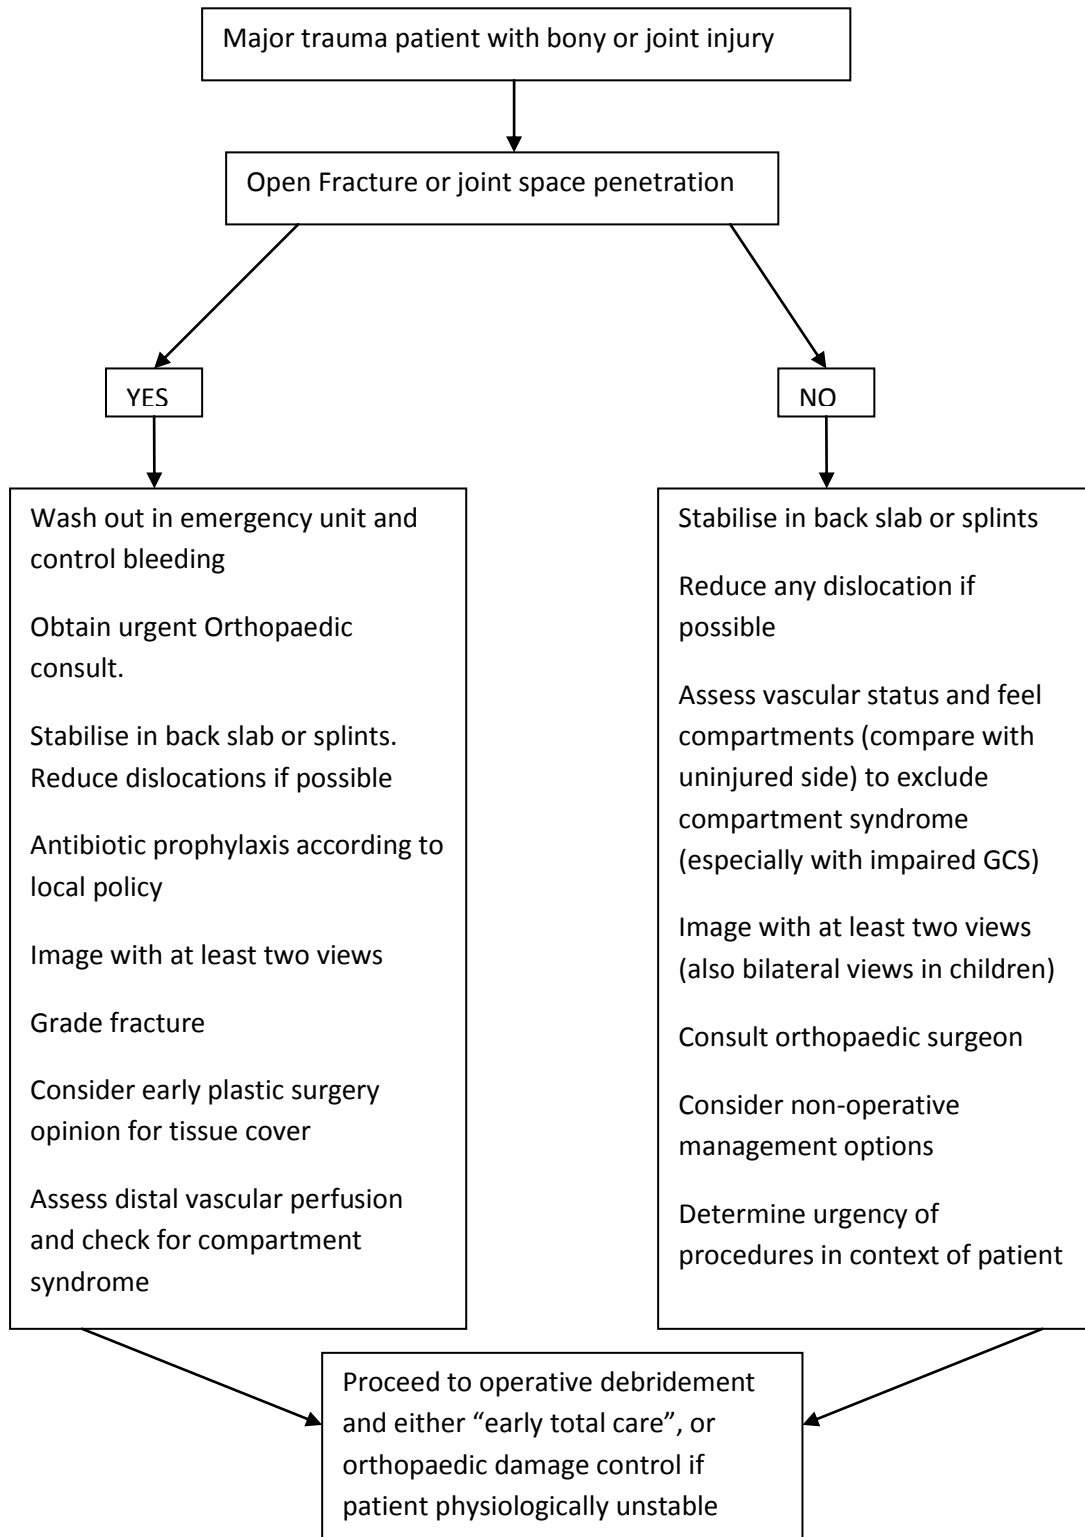 Major trauma patient with bony or joint injury
Open Fracture or joint space penetration
YES
NO
Wash out in emergency unit and
control bleeding
Obtain urgent Orthopaedic
consult.
Stabilise in back slab or splints.
Reduce dislocations if possible
Antibiotic prophylaxis according to
local policy
Image with at least two views
Grade fracture
Consider early plastic surgery
opinion for tissue cover
Assess distal vascular perfusion
and check for compartment
syndrome
Stabilise in back slab or splints
Reduce any dislocation if
possible
Assess vascular status and feel
compartments (compare with
uninjured side) to exclude
compartment syndrome
(especially with impaired GCS)
Image with at least two views
(also bilateral views in children)
Consult orthopaedic surgeon
Consider non-operative
management options
Determine urgency of
procedures in context of patient
Proceed to operative debridement
and either “early total care”, or
orthopaedic damage control if
patient physiologically unstable